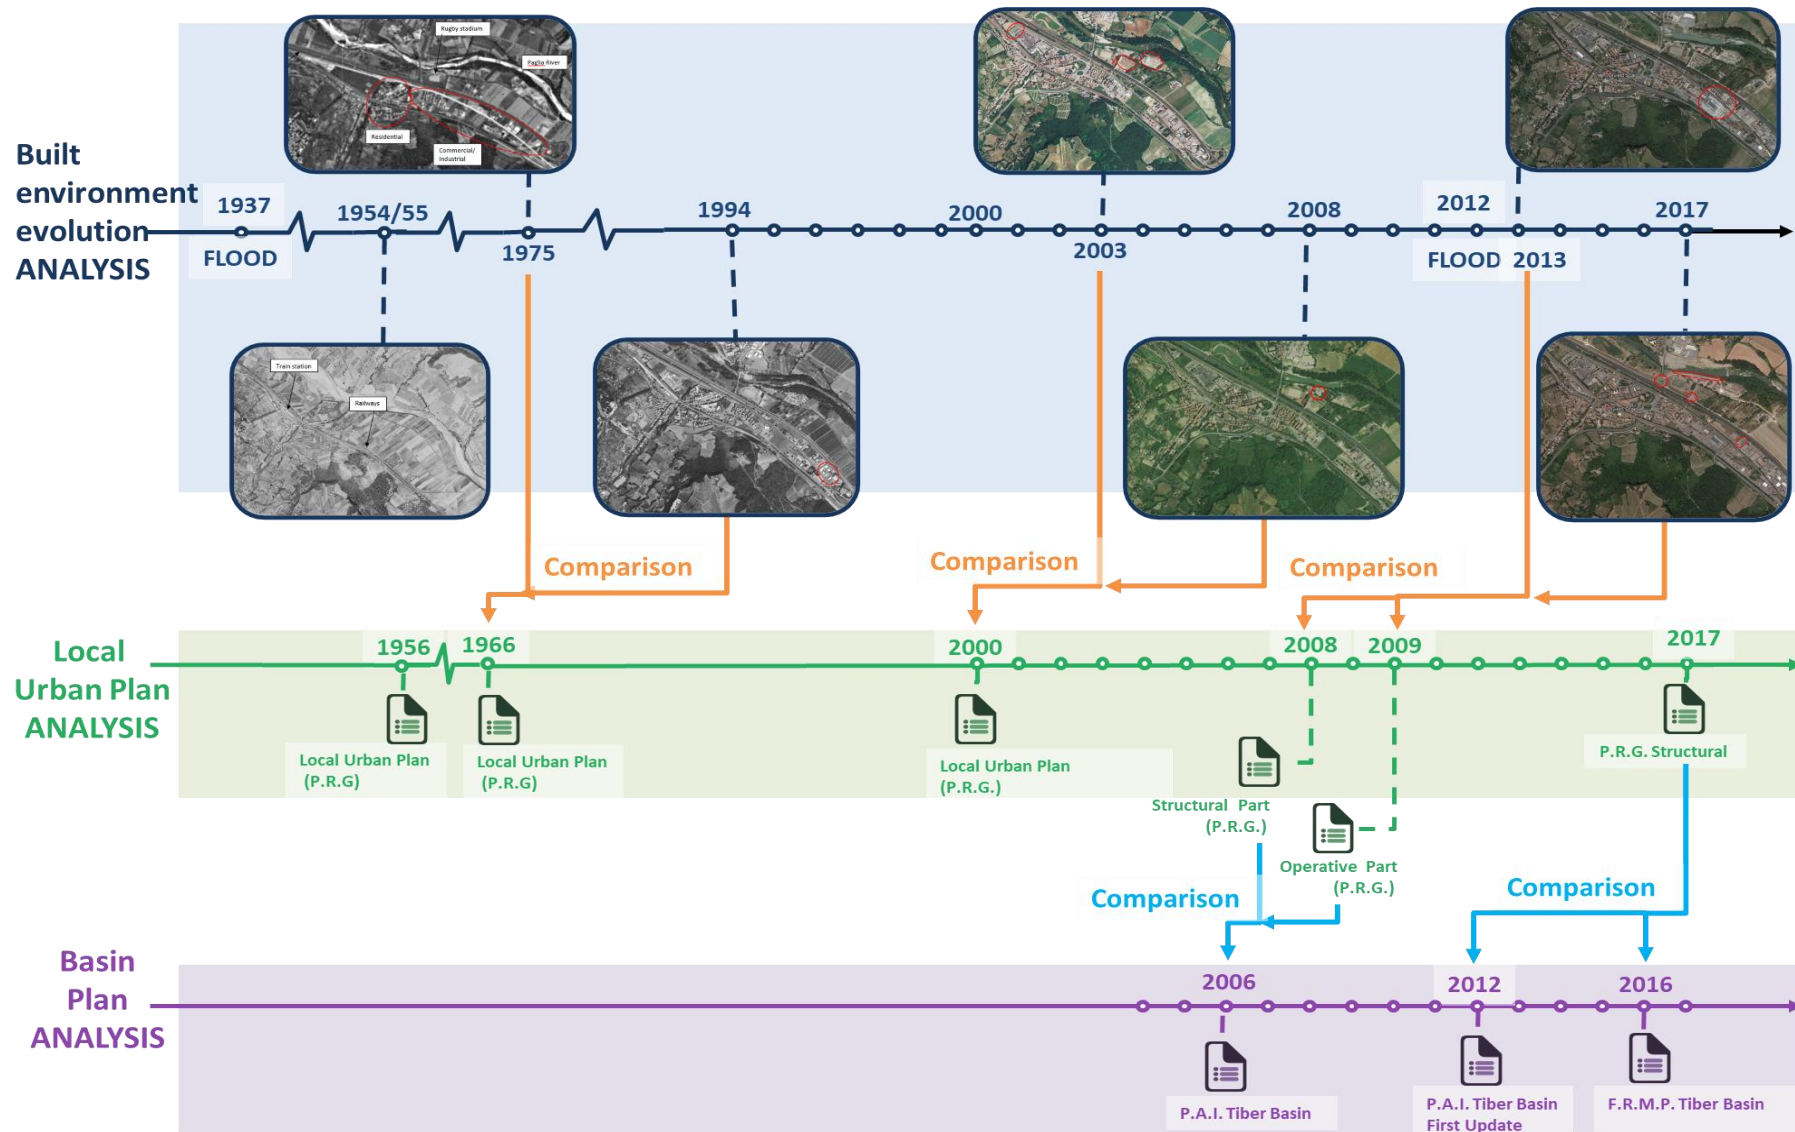 Rugby stadium
Paglia River
Residential
Commercial/
Industrial
Built
environment
evolution
ANALYSIS
1937
FLOOD
1954/55
1975
1994
2000
2003
2008
2012
FLOOD
2013
2017
Train station
Railways
Comparison
Comparison
Comparison
Local
Urban Plan
ANALYSIS
1956
1966
2000
2008
2009
2017
Local Urban Plan
(P.R.G)
Local Urban Plan
(P.R.G)
Local Urban Plan
(P.R.G.)
Structural Part
(P.R.G.)
Operative Part
(P.R.G.)
P.R.G. Structural
Comparison
Comparison
Basin
Plan
ANALYSIS
2006
2012
2016
P.A.I. Tiber Basin
P.A.I. Tiber Basin
First Update
F.R.M.P. Tiber Basin